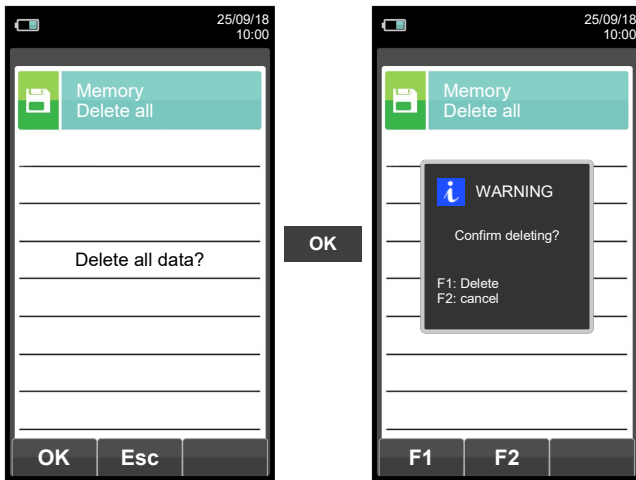 25/09/18
10:00
Memory
Delete all
Delete all data?
OK
Esc
OK
25/09/18
10:00
Memory
Delete all
WARNING
Confirm deleting?
F1: Delete
F2: cancel
F1
F2